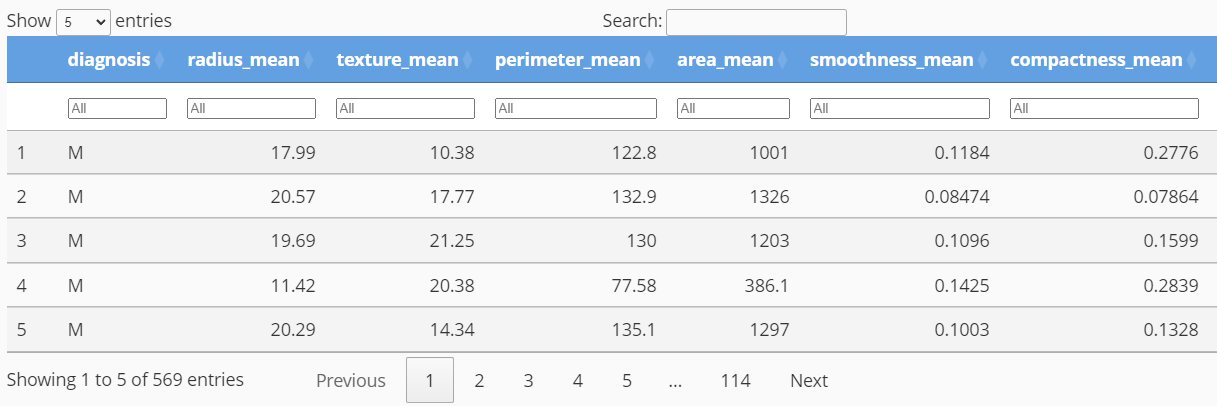 Show 5 entries Search:
diagnosis radius_mean texture_mean perimeter_mean area_mean smoothness_mean compactness_mean
All All All All All All All
1 M 17.99 10.38 122.8 1001 0.1184 0.2776
2 M 20.57 17.77 132.9 1326 0.08474 0.07864
3 M 19.69 21.25 130 1203 0.1096 0.1599
4 M 11.42 20.38 77.58 386.1 0.1425 0.2839
5 M 20.29 14.34 135.1 1297 0.1003 0.1328
Showing 1 to 5 of 569 entries Previous 1 2 3 4 5 ... 114 Next